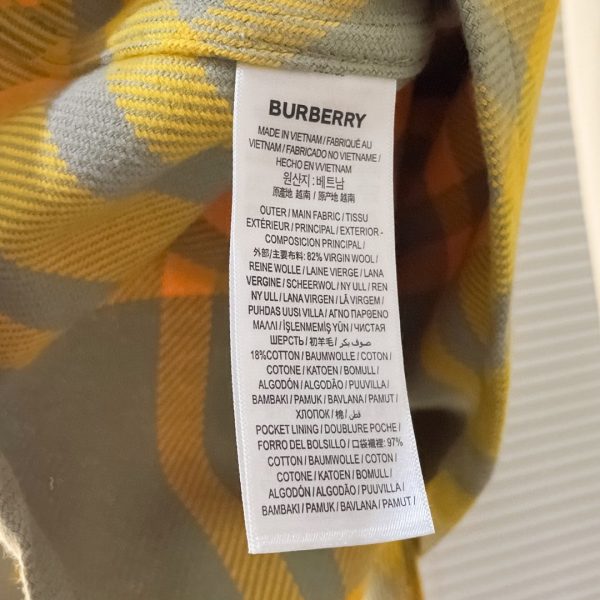 BURBERRY
MADE IN VIETNAM / FABRIQUÉ AU
VIETNAM / FABRICADO NO VIETNAME /
HECHO EN VVIETNAM
원산지 : 베트남
原產地 越南 / 原产地 越南
OUTER / MAIN FABRIC / TISSU
EXTÉRIEUR / PRINCIPAL / EXTERIOR -
COMPOSICION PRINCIPAL /
外部/主要布料: 82% VIRGIN WOOL /
REINE WOLLE / LAINE VIERGE / LANA
VERGINE / SCHEERWOL / NY ULL / REN
NY ULL / LANA VIRGEN / LÃ VIRGEM /
PUHDAS UUSI VILLA / ΑΓΝΟ ΠΑΡΘΕΝΟ
ΜΑΛΛΙ / İŞLENMEMİŞ YÜN / ЧИСТАЯ
ШЕРСТЬ / 初羊毛 / صوف بكر /
18%COTTON / BAUMWOLLE / COTON /
COTONE / KATOEN / BOMULL /
ALGODÓN / ALGODÃO / PUUVILLA /
BAMBAKI / PAMUK / BAVLANA / PAMUT /
ХЛОПОК / 棉 / قطن /
POCKET LINING / DOUBLURE POCHE /
FORRO DEL BOLSILLO / 口袋襯裡: 97%
COTTON / BAUMWOLLE / COTON /
COTONE / KATOEN / BOMULL /
ALGODÓN / ALGODÃO / PUUVILLA /
BAMBAKI / PAMUK / BAVLANA / PAMUT /